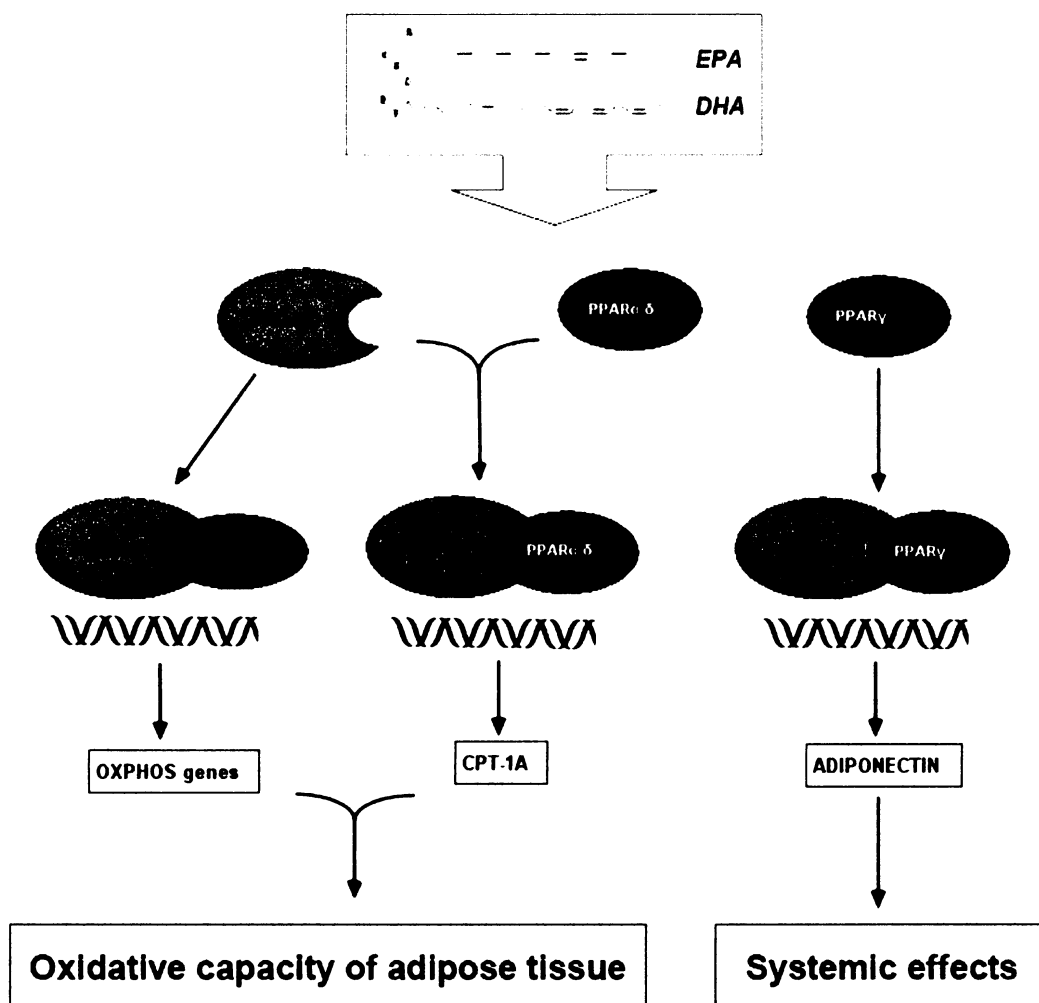 EPA
DHA
PPARα δ
PPARγ
PPARα δ
PPARγ
OXPHOS genes
CPT-1A
ADIPONECTIN
Oxidative capacity of adipose tissue
Systemic effects